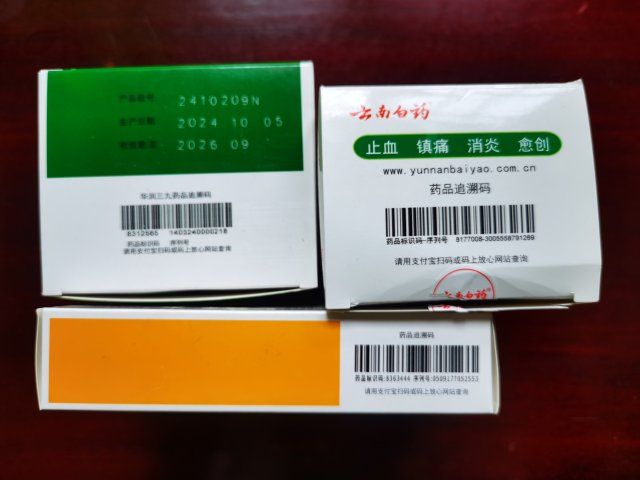 产品批号 2410209N
生产日期 2024 10 05
有效期至 2026 09
华润三九药品追溯码
8312565 1403240000218
药品标识码 序列号
请用支付宝扫码或码上放心网站查询
云南白药
止血 镇痛 消炎 愈创
www.yunnanbaiyao.com.cn
药品追溯码
药品标识码-序列号 8177008-3005558791269
请用支付宝扫码或码上放心网站查询
云南白药
药品追溯码
药品标识码:8363444 序列号:0509177052553
请用支付宝扫码或码上放心网站查询